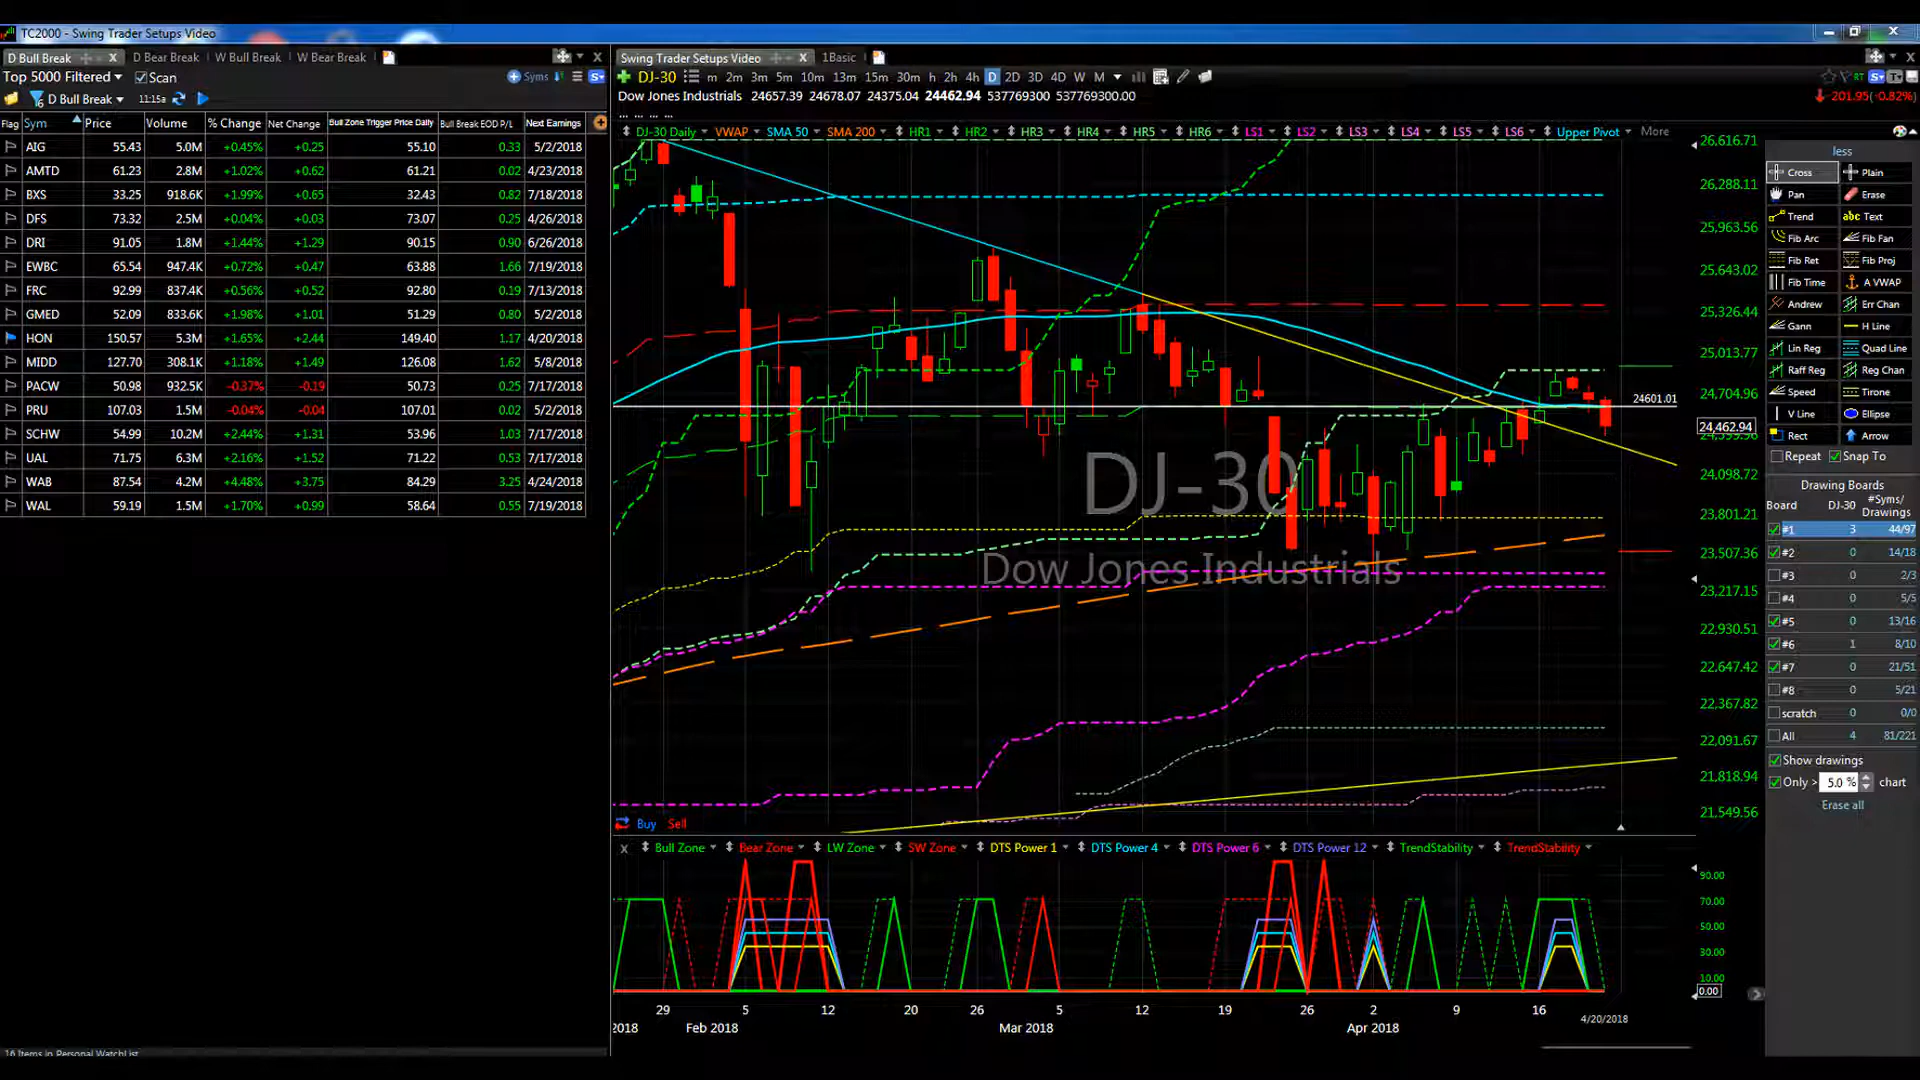 TC2000 - Swing Trader Setups Video
D Bull Break X D Bear Break W Bull Break W Bear Break
Top 5000 Filtered Scan Syms
D Bull Break 11:15a
Flag Sym Price Volume % Change Net Change Bull Zone Trigger Price Daily Bull Break EOD P/L Next Earnings
AIG 55.43 5.0M +0.45% +0.25 55.10 0.33 5/2/2018
AMTD 61.23 2.8M +1.02% +0.62 61.21 0.02 4/23/2018
BXS 33.25 918.6K +1.99% +0.65 32.43 0.82 7/18/2018
DFS 73.32 2.5M +0.04% +0.03 73.07 0.25 4/26/2018
DRI 91.05 1.8M +1.44% +1.29 90.15 0.90 6/26/2018
EWBC 65.54 947.4K +0.72% +0.47 63.88 1.66 7/19/2018
FRC 92.99 837.4K +0.56% +0.52 92.80 0.19 7/13/2018
GMED 52.09 833.6K +1.98% +1.01 51.29 0.80 5/2/2018
HON 150.57 5.3M +1.65% +2.44 149.40 1.17 4/20/2018
MIDD 127.70 308.1K +1.18% +1.49 126.08 1.62 5/8/2018
PACW 50.98 932.5K -0.37% -0.19 50.73 0.25 7/17/2018
PRU 107.03 1.5M -0.04% -0.04 107.01 0.02 5/2/2018
SCHW 54.99 10.2M +2.44% +1.31 53.96 1.03 7/17/2018
UAL 71.75 6.3M +2.16% +1.52 71.22 0.53 7/17/2018
WAB 87.54 4.2M +4.48% +3.75 84.29 3.25 4/24/2018
WAL 59.19 1.5M +1.70% +0.99 58.64 0.55 7/19/2018
16 Items in Personal WatchList
Swing Trader Setups Video X 1Basic
DJ-30 m 2m 3m 5m 10m 13m 15m 30m h 2h 4h D 2D 3D 4D W M RT
Dow Jones Industrials 24657.39 24678.07 24375.04 24462.94 537769300 537769300.00 201.95(-0.82%)
... ... ... ...
DJ-30 Daily VWAP SMA 50 SMA 200 HR1 HR2 HR3 HR4 HR5 HR6 LS1 LS2 LS3 LS4 LS5 LS6 Upper Pivot More
26,616.71
26,288.11
25,963.56
25,643.02
25,326.44
25,013.77
24,704.96
24601.01
24,462.94
24,098.72
23,801.21
23,507.36
23,217.15
22,930.51
22,647.42
22,367.82
22,091.67
21,818.94
21,549.56
DJ-30
Dow Jones Industrials
Buy Sell
X Bull Zone Bear Zone LW Zone SW Zone DTS Power 1 DTS Power 4 DTS Power 6 DTS Power 12 TrendStability TrendStability
90.00
70.00
50.00
30.00
10.00
0.00
29 5 12 20 26 5 12 19 26 2 9 16
2018 Feb 2018 Mar 2018 Apr 2018 4/20/2018
less
Cross Plain
Pan Erase
Trend abc Text
Fib Arc Fib Fan
Fib Ret Fib Proj
Fib Time A VWAP
Andrew Err Chan
Gann H Line
Lin Reg Quad Line
Raff Reg Reg Chan
Speed Tirone
V Line Ellipse
Rect Arrow
Repeat Snap To
Drawing Boards
Board DJ-30 #Syms/ Drawings
#1 3 44/97
#2 0 14/18
#3 0 2/3
#4 0 5/5
#5 0 13/16
#6 1 8/10
#7 0 21/51
#8 0 5/21
scratch 0 0/0
All 4 81/221
Show drawings
Only > 5.0 % chart
Erase all